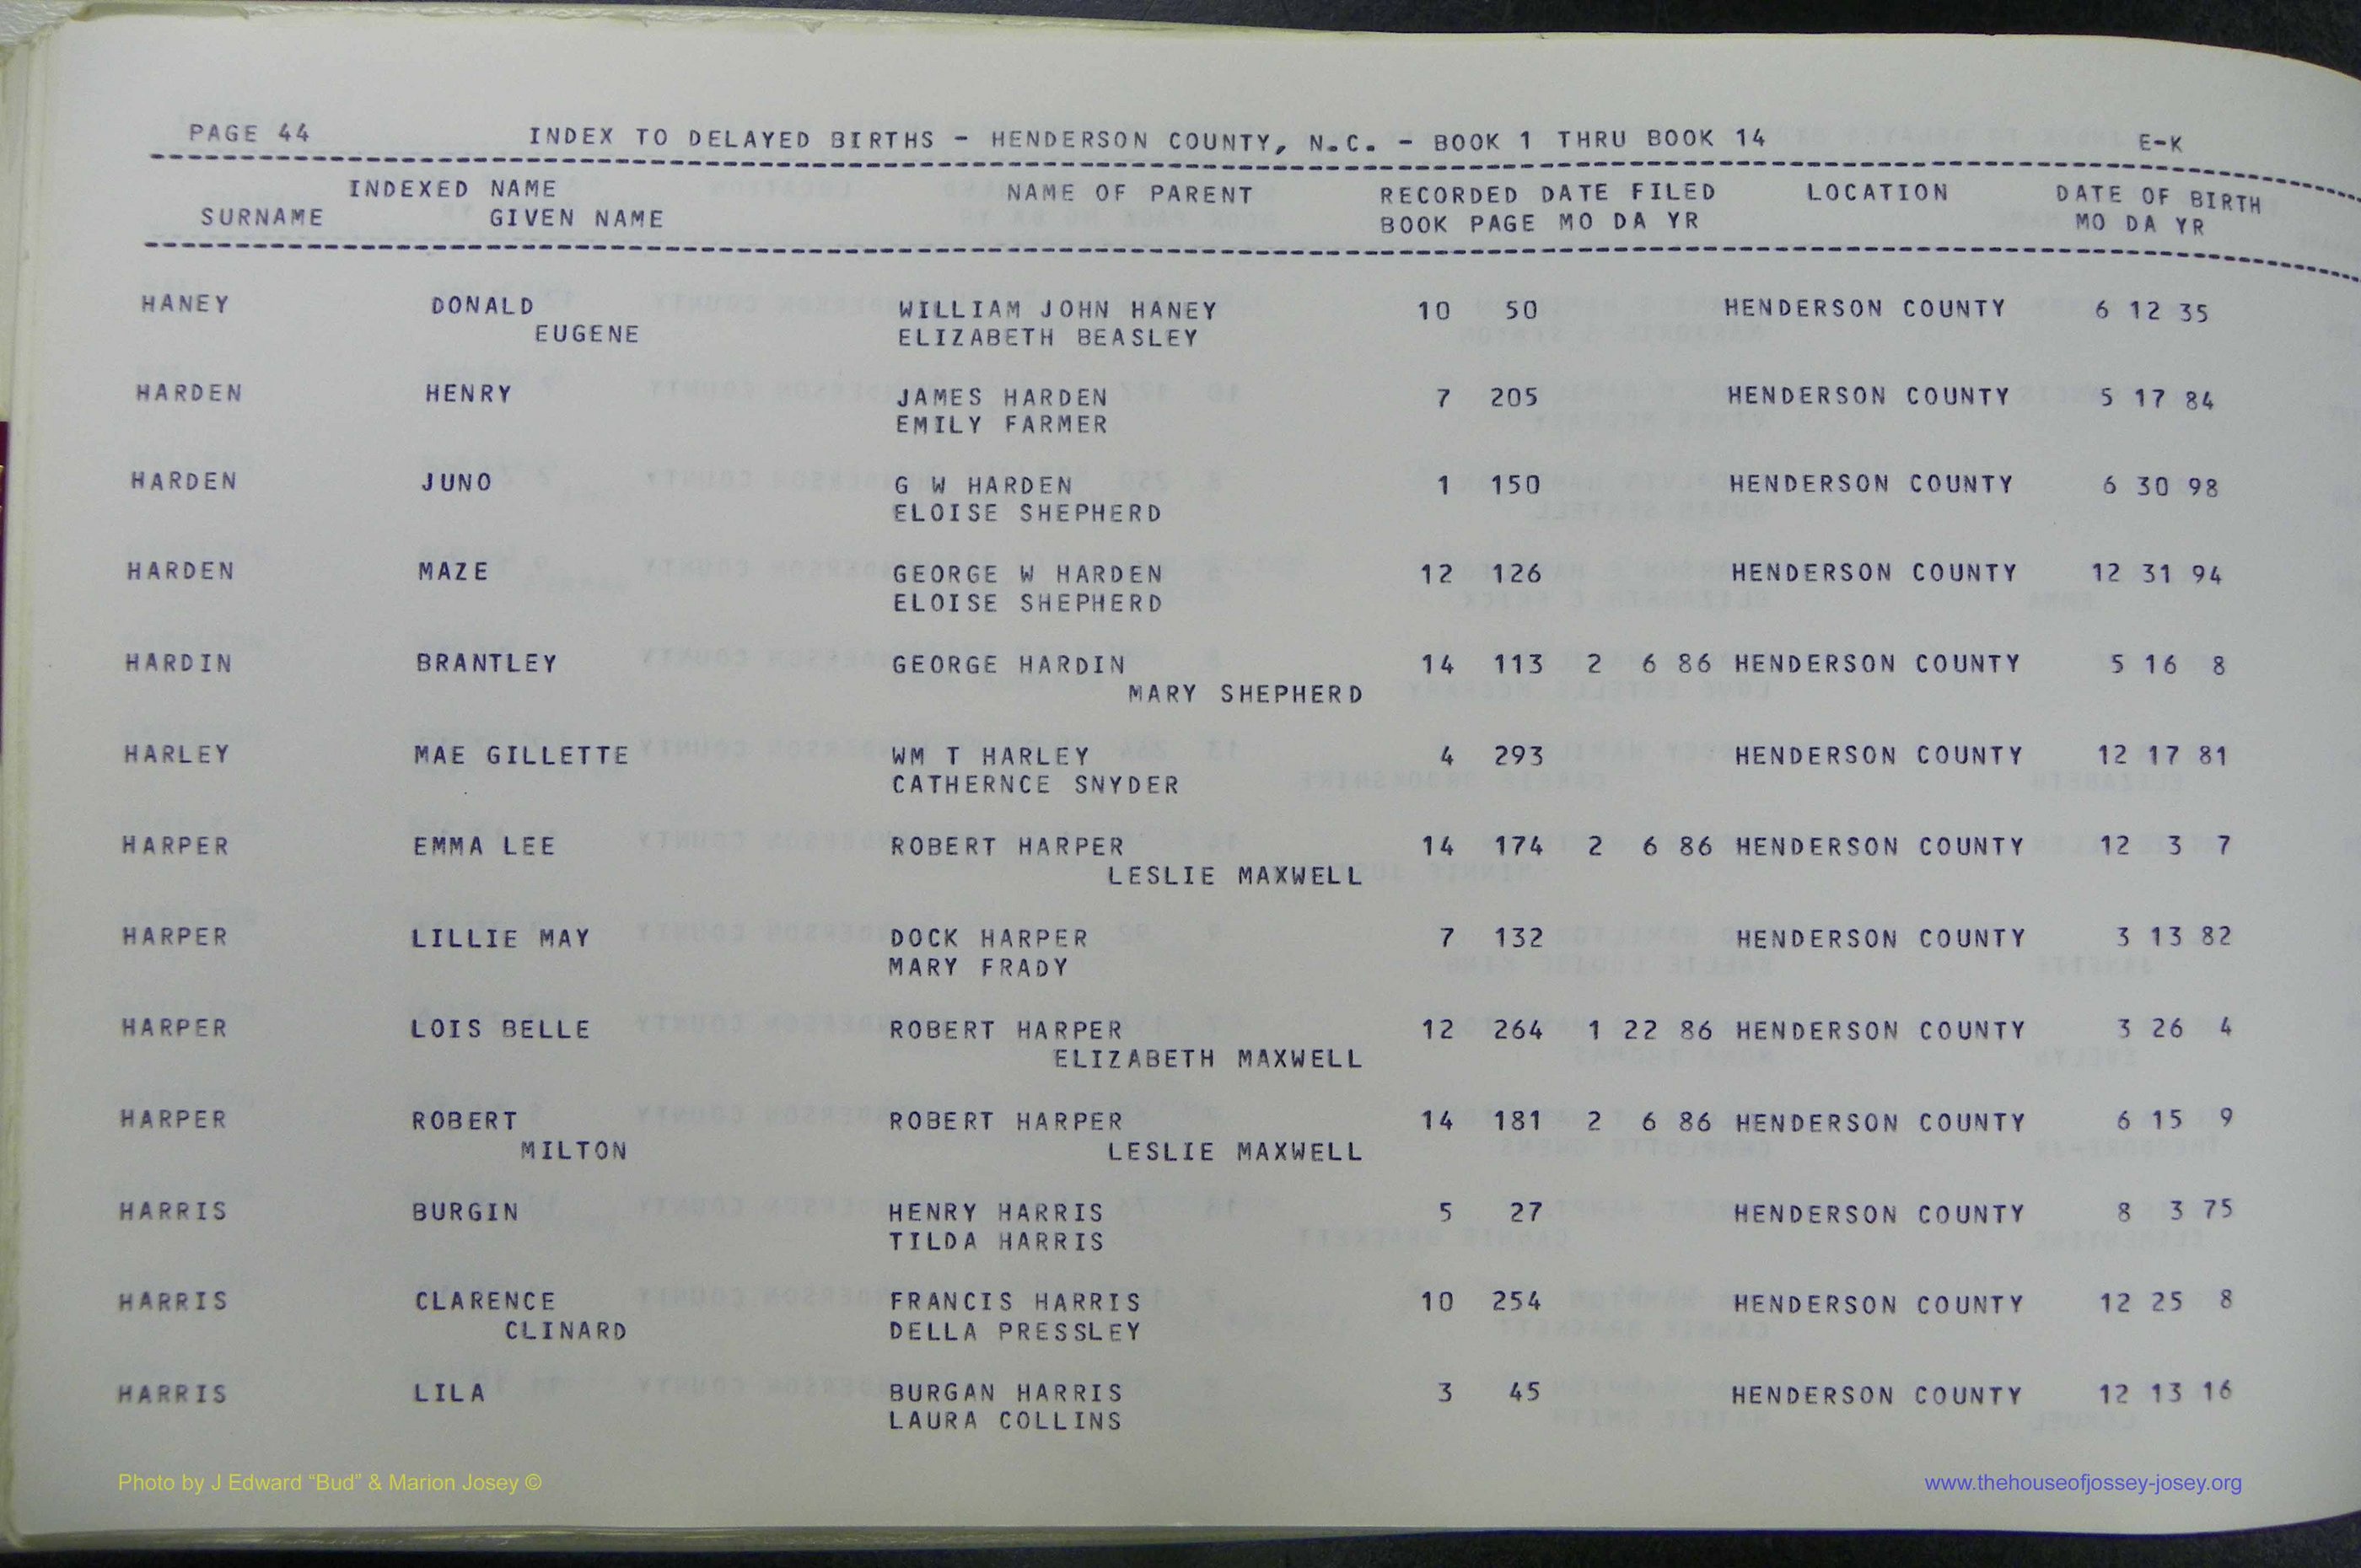 PAGE 44 INDEX TO DELAYED BIRTHS - HENDERSON COUNTY, N.C. - BOOK 1 THRU BOOK 14 E-K
INDEXED NAME NAME OF PARENT RECORDED DATE FILED LOCATION DATE OF BIRTH
SURNAME GIVEN NAME BOOK PAGE MO DA YR MO DA YR
HANEY DONALD WILLIAM JOHN HANEY 10 50 HENDERSON COUNTY 6 12 35
EUGENE ELIZABETH BEASLEY
HARDEN HENRY JAMES HARDEN 7 205 HENDERSON COUNTY 5 17 84
EMILY FARMER
HARDEN JUNO G W HARDEN 1 150 HENDERSON COUNTY 6 30 98
ELOISE SHEPHERD
HARDEN MAZE GEORGE W HARDEN 12 126 HENDERSON COUNTY 12 31 94
ELOISE SHEPHERD
HARDIN BRANTLEY GEORGE HARDIN 14 113 2 6 86 HENDERSON COUNTY 5 16 8
MARY SHEPHERD
HARLEY MAE GILLETTE WM T HARLEY 4 293 HENDERSON COUNTY 12 17 81
CATHERNCE SNYDER
HARPER EMMA LEE ROBERT HARPER 14 174 2 6 86 HENDERSON COUNTY 12 3 7
LESLIE MAXWELL
HARPER LILLIE MAY DOCK HARPER 7 132 HENDERSON COUNTY 3 13 82
MARY FRADY
HARPER LOIS BELLE ROBERT HARPER 12 264 1 22 86 HENDERSON COUNTY 3 26 4
ELIZABETH MAXWELL
HARPER ROBERT ROBERT HARPER 14 181 2 6 86 HENDERSON COUNTY 6 15 9
MILTON LESLIE MAXWELL
HARRIS BURGIN HENRY HARRIS 5 27 HENDERSON COUNTY 8 3 75
TILDA HARRIS
HARRIS CLARENCE FRANCIS HARRIS 10 254 HENDERSON COUNTY 12 25 8
CLINARD DELLA PRESSLEY
HARRIS LILA BURGAN HARRIS 3 45 HENDERSON COUNTY 12 13 16
LAURA COLLINS
Photo by J Edward “Bud” & Marion Josey © www.thehouseofjossey-josey.org